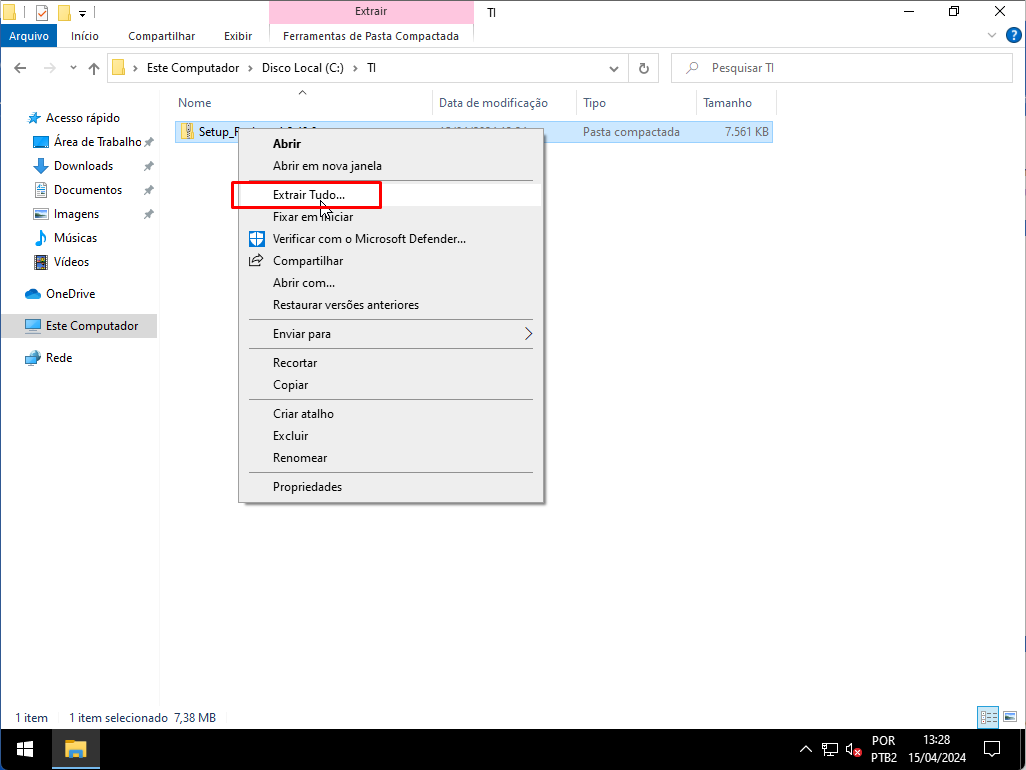 Extrair
TI
Arquivo
Início
Compartilhar
Exibir
Ferramentas de Pasta Compactada
Este Computador
Disco Local (C:)
TI
Pesquisar TI
Nome
Data de modificação
Tipo
Tamanho
Acesso rápido
Área de Trabalho
Downloads
Documentos
Imagens
Músicas
Vídeos
OneDrive
Este Computador
Rede
Pasta compactada
7.561 KB
Abrir
Abrir em nova janela
Extrair Tudo...
Fixar em Iniciar
Verificar com o Microsoft Defender...
Compartilhar
Abrir com...
Restaurar versões anteriores
Enviar para
Recortar
Copiar
Criar atalho
Excluir
Renomear
Propriedades
1 item
1 item selecionado 7,38 MB
POR
PTB2
13:28
15/04/2024